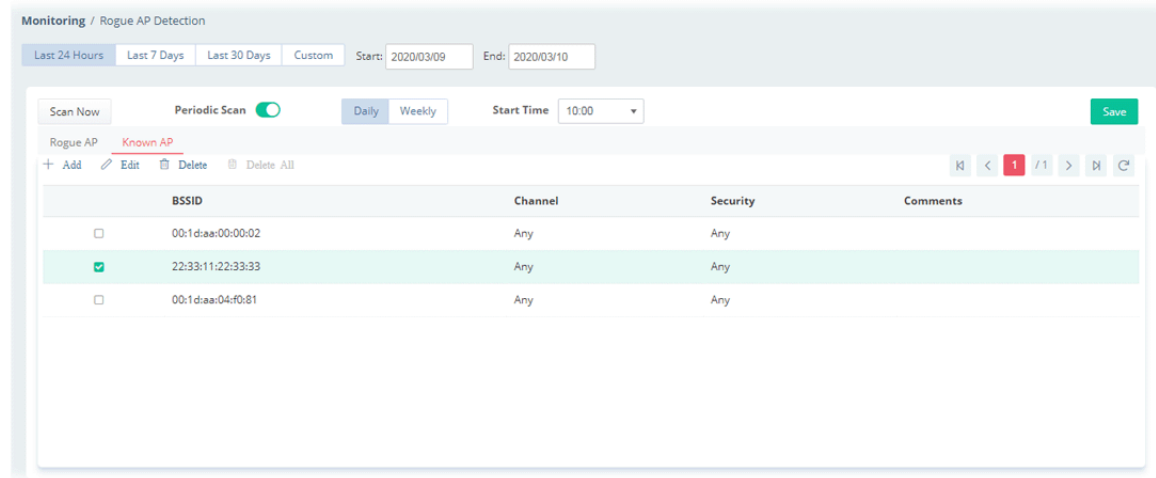 Monitoring / Rogue AP Detection
Last 24 Hours Last 7 Days Last 30 Days Custom Start: 2020/03/09 End: 2020/03/10
Scan Now Periodic Scan Daily Weekly Start Time 10:00 Save
Rogue AP Known AP
+ Add Edit Delete Delete All 1 / 1
BSSID Channel Security Comments
00:1d:aa:00:00:02 Any Any
22:33:11:22:33:33 Any Any
00:1d:aa:04:f0:81 Any Any